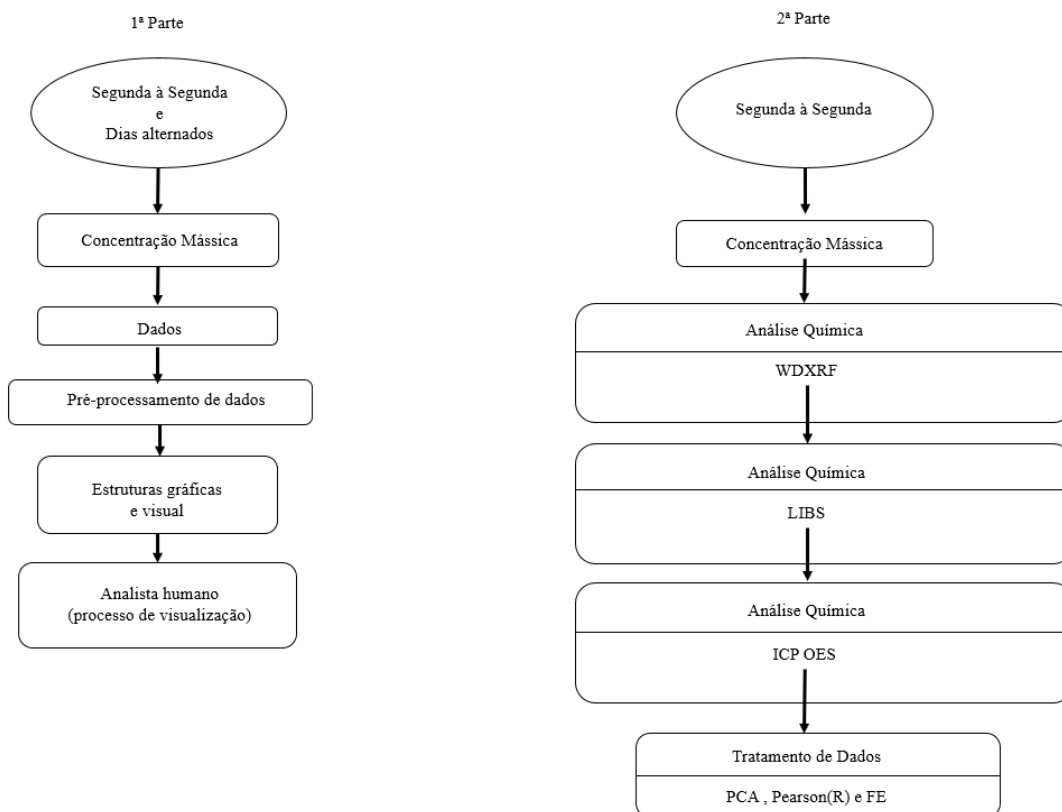 1ª Parte
Segunda à Segunda
e
Dias alternados
Concentração Mássica
Dados
Pré-processamento de dados
Estruturas gráficas
e visual
Analista humano
(processo de visualização)
2ª Parte
Segunda à Segunda
Concentração Mássica
Análise Química
WDXRF
Análise Química
LIBS
Análise Química
ICP OES
Tratamento de Dados
PCA , Pearson(R) e FE